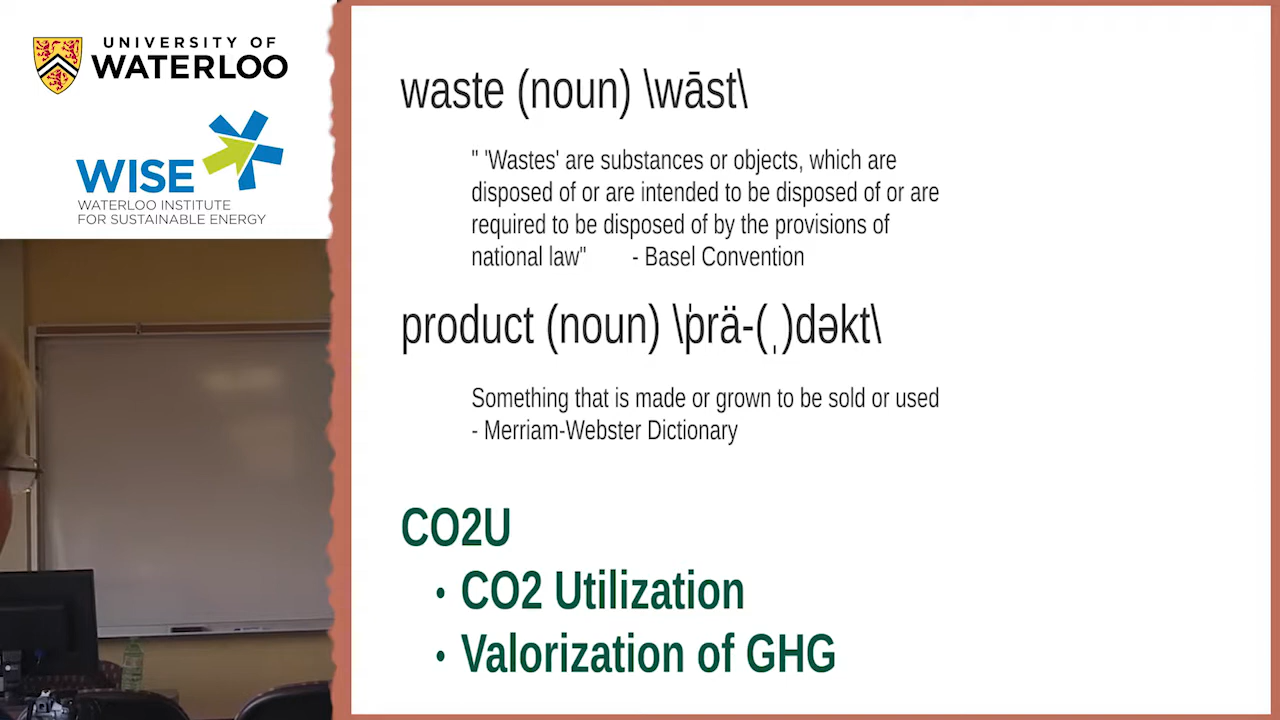 UNIVERSITY OF
WATERLOO
WISE
WATERLOO INSTITUTE
FOR SUSTAINABLE ENERGY
waste (noun) \wāst\
" 'Wastes' are substances or objects, which are
disposed of or are intended to be disposed of or are
required to be disposed of by the provisions of
national law" - Basel Convention
product (noun) \ˈprä-(ˌ)dəkt\
Something that is made or grown to be sold or used
- Merriam-Webster Dictionary
CO2U
• CO2 Utilization
• Valorization of GHG